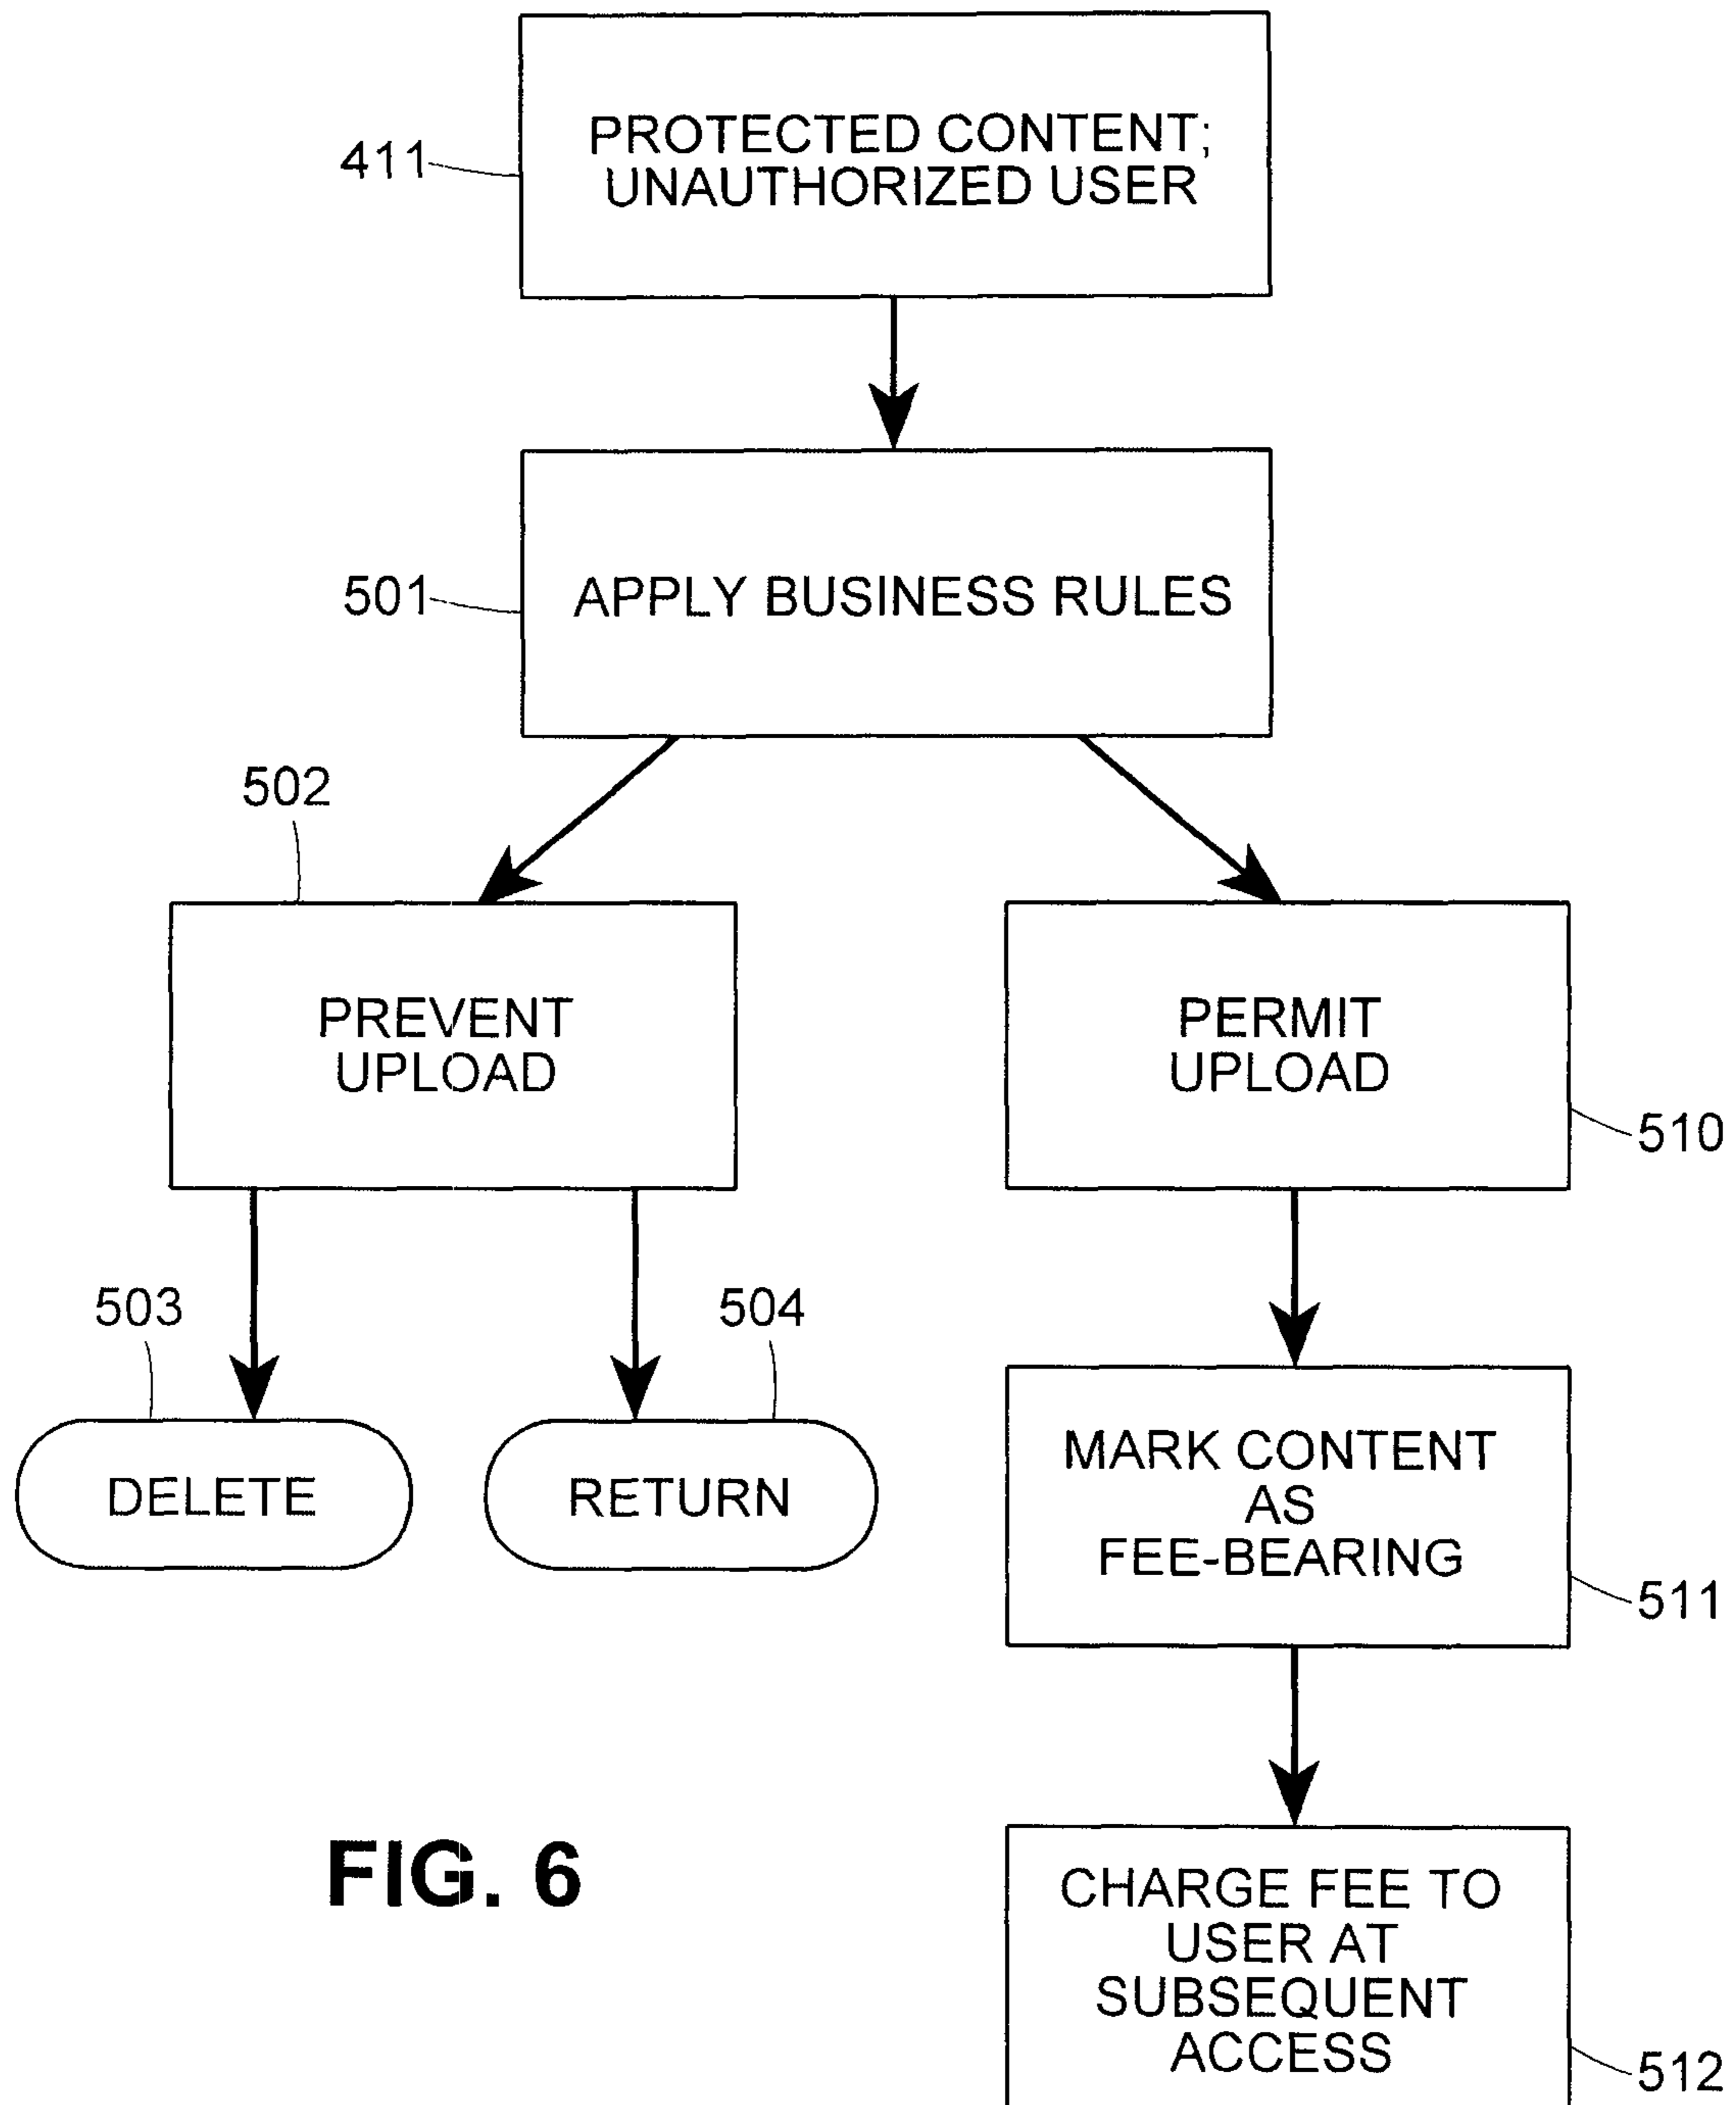 PROTECTED CONTENT;
UNAUTHORIZED USER
411
APPLY BUSINESS RULES
501
502
PREVENT
UPLOAD
PERMIT
UPLOAD
510
503
504
DELETE
RETURN
MARK CONTENT
AS
FEE-BEARING
511
FIG. 6
CHARGE FEE TO
USER AT
SUBSEQUENT
ACCESS
512